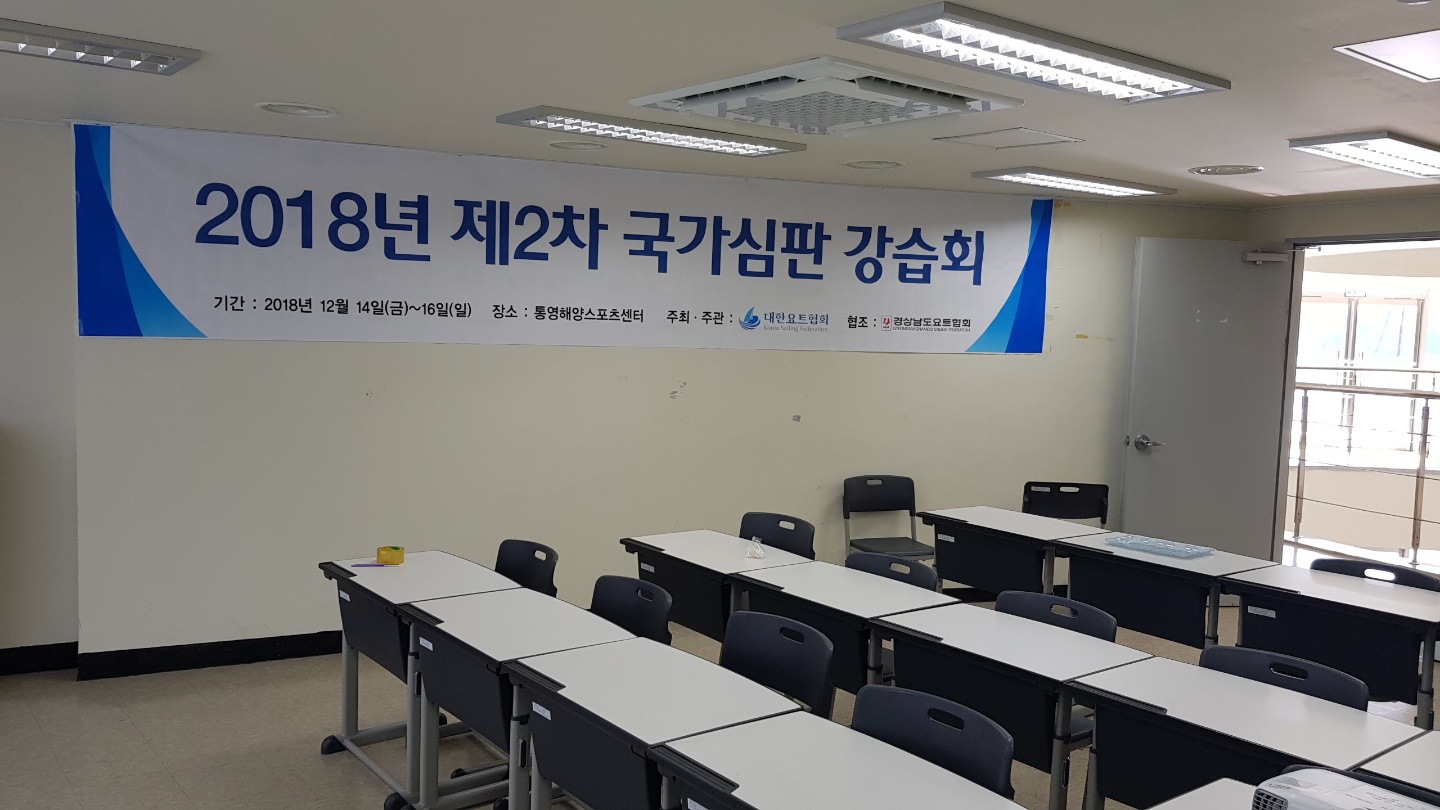 2018년 제2차 국가심판 강습회
기간 : 2018년 12월 14일(금)~16일(일) 장소 : 통영해양스포츠센터 주최 · 주관 : 대한요트협회 협조 : 경상남도요트협회
Korea Sailing Federation